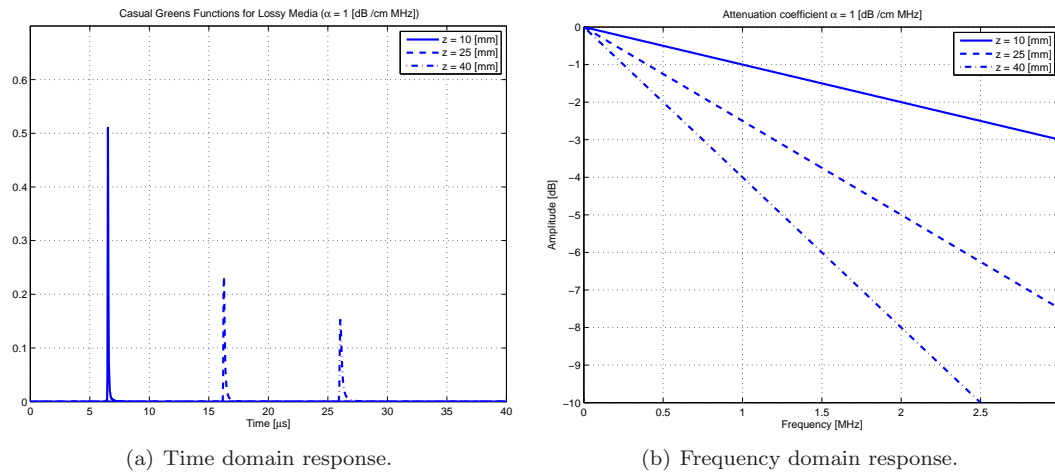 Casual Greens Functions for Lossy Media (α = 1 [dB /cm MHz])
z = 10 [mm]
z = 25 [mm]
z = 40 [mm]
0.6
0.5
0.4
0.3
0.2
0.1
0
0 5 10 15 20 25 30 35 40
Time [μs]
(a) Time domain response.
Attenuation coefficient α = 1 [dB /cm MHz]
z = 10 [mm]
z = 25 [mm]
z = 40 [mm]
Amplitude [dB]
0
−1
−2
−3
−4
−5
−6
−7
−8
−9
−10
0 0.5 1 1.5 2 2.5
Frequency [MHz]
(b) Frequency domain response.